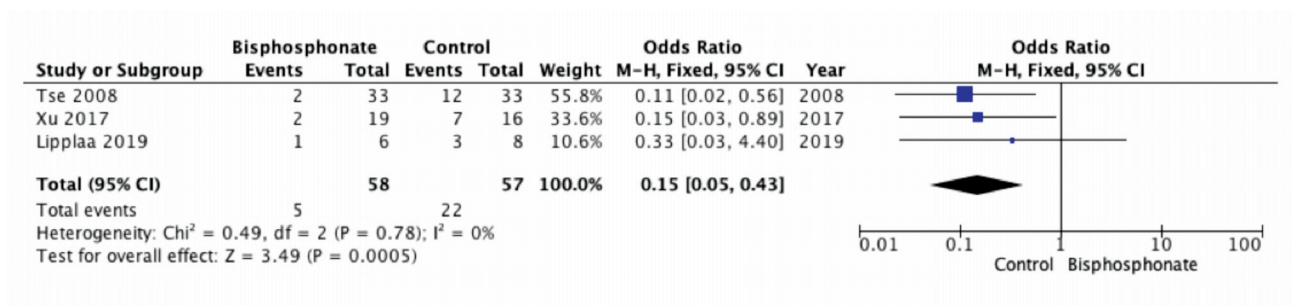 Bisphosphonate Control Odds Ratio Odds Ratio
Study or Subgroup Events Total Events Total Weight M-H, Fixed, 95% CI Year M-H, Fixed, 95% CI
Tse 2008 2 33 12 33 55.8% 0.11 [0.02, 0.56] 2008
Xu 2017 2 19 7 16 33.6% 0.15 [0.03, 0.89] 2017
Lipplaa 2019 1 6 3 8 10.6% 0.33 [0.03, 4.40] 2019
Total (95% CI) 58 57 100.0% 0.15 [0.05, 0.43]
Total events 5 22
Heterogeneity: Chi² = 0.49, df = 2 (P = 0.78); I² = 0%
Test for overall effect: Z = 3.49 (P = 0.0005)
0.01 0.1 1 10 100
Control Bisphosphonate